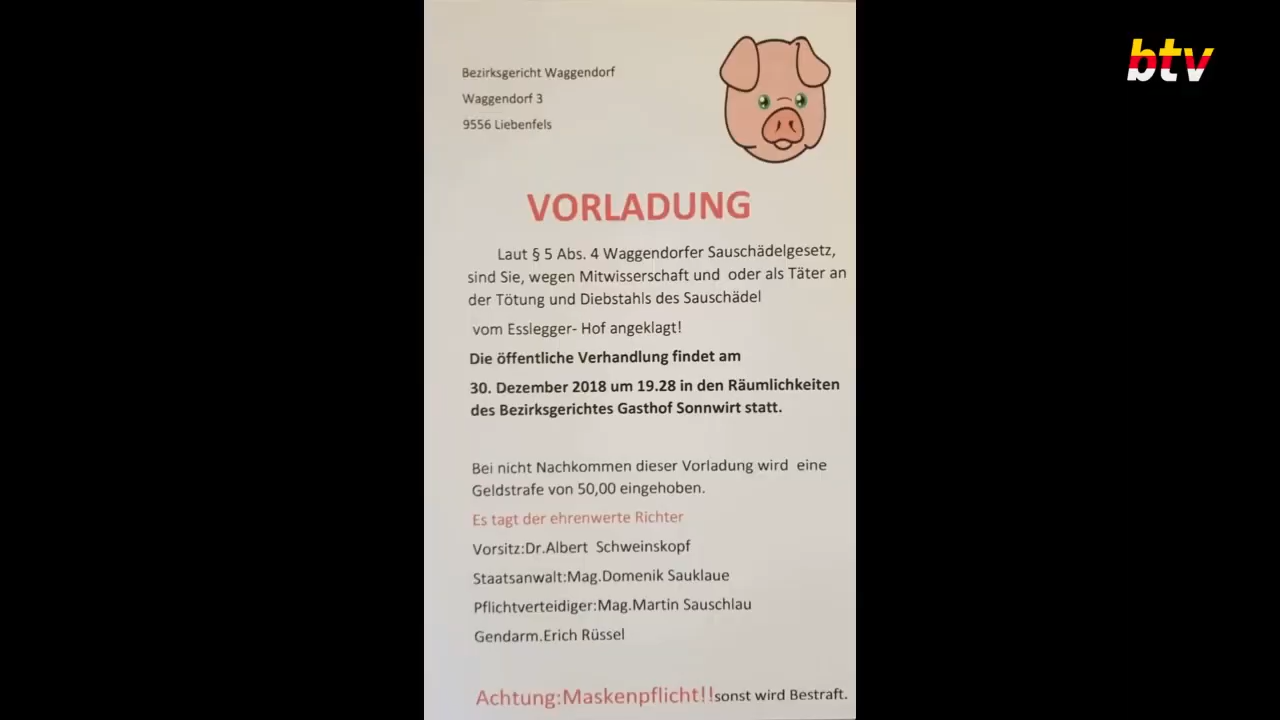 btv
Bezirksgericht Waggendorf
Waggendorf 3
9556 Liebenfels
VORLADUNG
Laut § 5 Abs. 4 Waggendorfer Sauschädelgesetz,
sind Sie, wegen Mitwisserschaft und oder als Täter an
der Tötung und Diebstahls des Sauschädel
vom Esslegger- Hof angeklagt!
Die öffentliche Verhandlung findet am
30. Dezember 2018 um 19.28 in den Räumlichkeiten
des Bezirksgerichtes Gasthof Sonnwirt statt.
Bei nicht Nachkommen dieser Vorladung wird eine
Geldstrafe von 50,00 eingehoben.
Es tagt der ehrenwerte Richter
Vorsitz:Dr.Albert Schweinskopf
Staatsanwalt:Mag.Domenik Sauklaue
Pflichtverteidiger:Mag.Martin Sauschlau
Gendarm.Erich Rüssel
Achtung:Maskenpflicht!!sonst wird Bestraft.